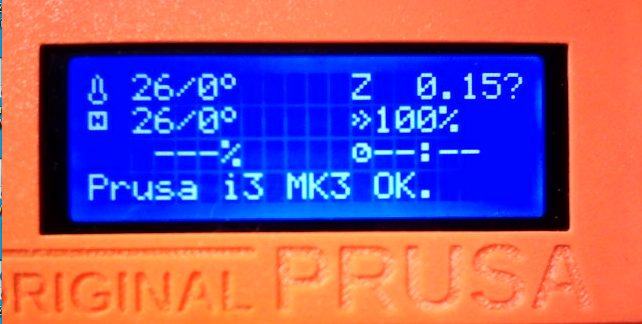 26/0° Z 0.15?
26/0° »100%
---% --:--
Prusa i3 MK3 OK.
ORIGINAL PRUSA